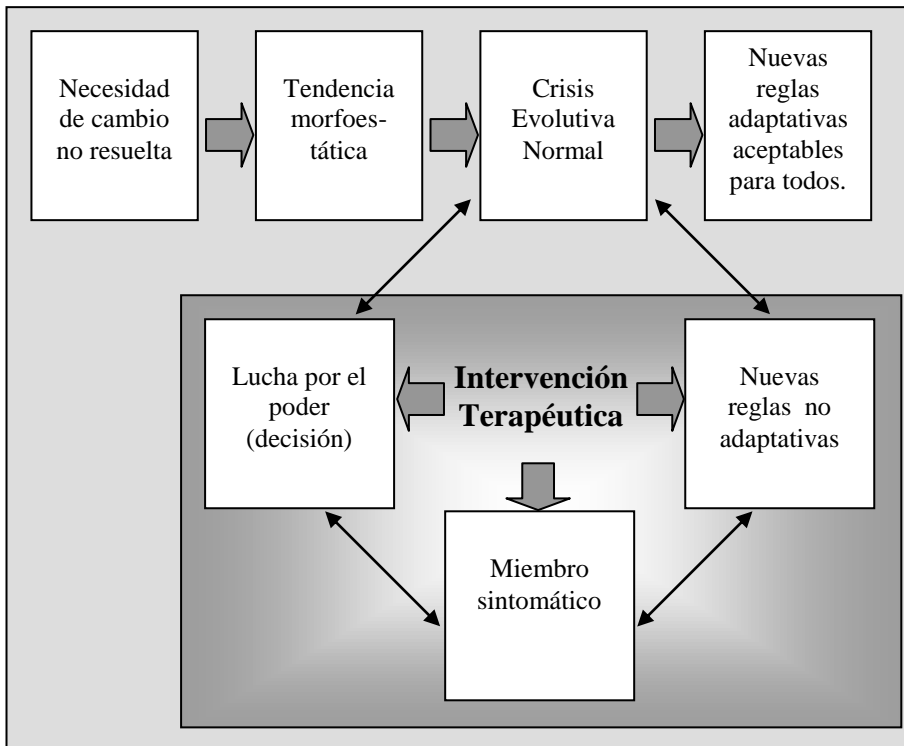 Necesidad
de cambio
no resuelta
Tendencia
morfoes-
tática
Crisis
Evolutiva
Normal
Nuevas
reglas
adaptativas
aceptables
para todos.
Lucha por el
poder
(decisión)
Intervención
Terapéutica
Nuevas
reglas no
adaptativas
Miembro
sintomático